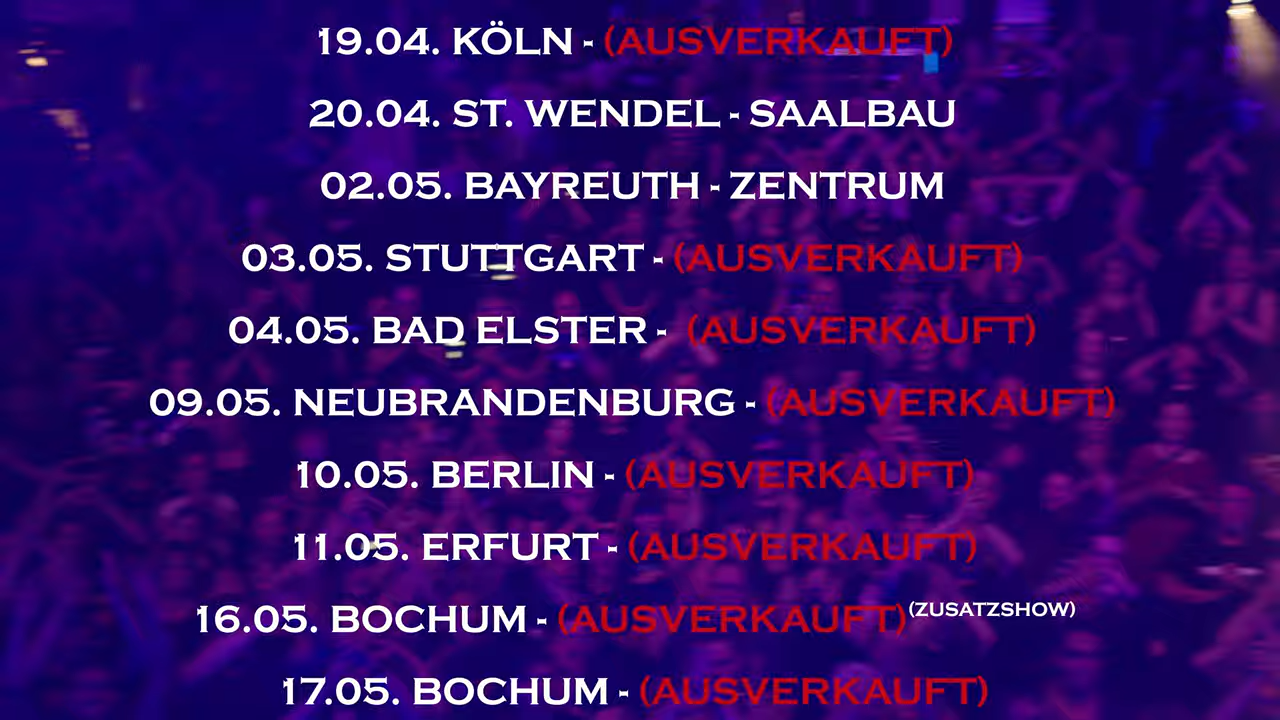 19.04. KÖLN - (AUSVERKAUFT)
20.04. ST. WENDEL - SAALBAU
02.05. BAYREUTH - ZENTRUM
03.05. STUTTGART - (AUSVERKAUFT)
04.05. BAD ELSTER - (AUSVERKAUFT)
09.05. NEUBRANDENBURG - (AUSVERKAUFT)
10.05. BERLIN - (AUSVERKAUFT)
11.05. ERFURT - (AUSVERKAUFT)
16.05. BOCHUM - (AUSVERKAUFT) (ZUSATZSHOW)
17.05. BOCHUM - (AUSVERKAUFT)